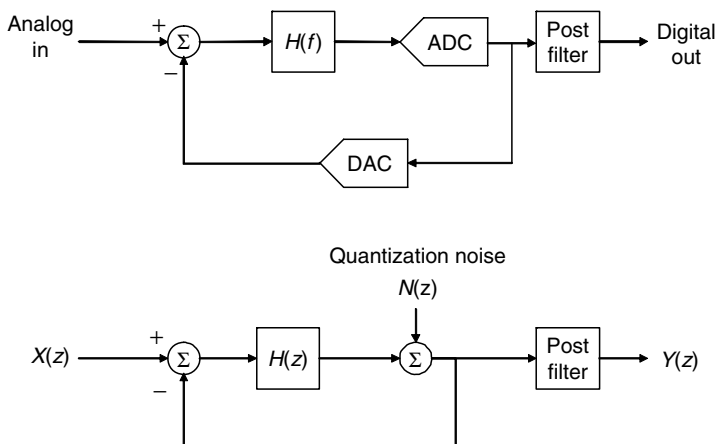 Analog
in
+
Σ
−
H(f)
ADC
Post
filter
Digital
out
DAC
Quantization noise
N(z)
X(z)
+
Σ
−
H(z)
Σ
Post
filter
Y(z)